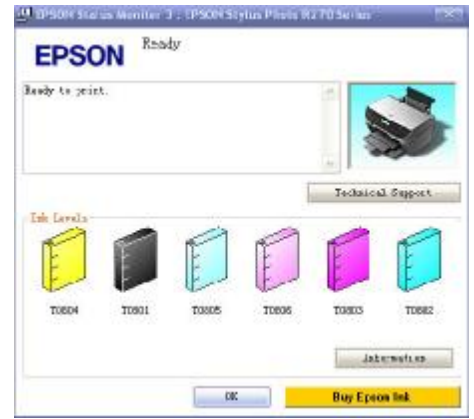 EPSON Status Monitor 3 : EPSON Stylus Photo R270 Series
EPSON
Ready
Ready to print.
Technical Support
Ink Levels
T0804 T0801 T0805 T0806 T0803 T0802
Information
OK
Buy Epson Ink